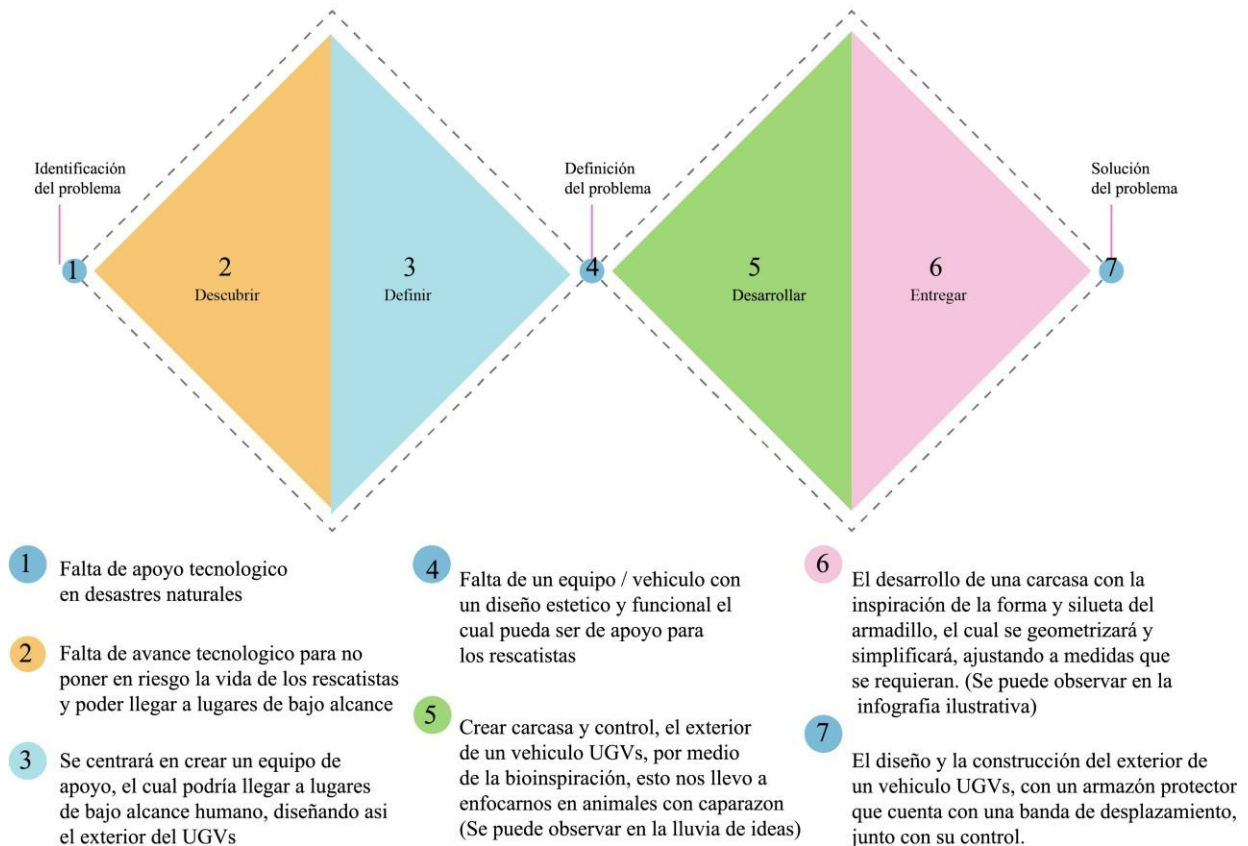 Identificación
del problema
Definición
del problema
Solución
del problema
1
2
Descubrir
3
Definir
4
5
Desarrollar
6
Entregar
7
1
Falta de apoyo tecnologico
en desastres naturales
2
Falta de avance tecnologico para no
poner en riesgo la vida de los rescatistas
y poder llegar a lugares de bajo alcance
3
Se centrará en crear un equipo de
apoyo, el cual podría llegar a lugares
de bajo alcance humano, diseñando asi
el exterior del UGVs
4
Falta de un equipo / vehiculo con
un diseño estetico y funcional el
cual pueda ser de apoyo para
los rescatistas
5
Crear carcasa y control, el exterior
de un vehiculo UGVs, por medio
de la bioinspiración, esto nos llevo a
enfocarnos en animales con caparazon
(Se puede observar en la lluvia de ideas)
6
El desarrollo de una carcasa con la
inspiración de la forma y silueta del
armadillo, el cual se geometrizará y
simplificará, ajustando a medidas que
se requieran. (Se puede observar en la
infografia ilustrativa)
7
El diseño y la construcción del exterior de
un vehiculo UGVs, con un armazón protector
que cuenta con una banda de desplazamiento,
junto con su control.